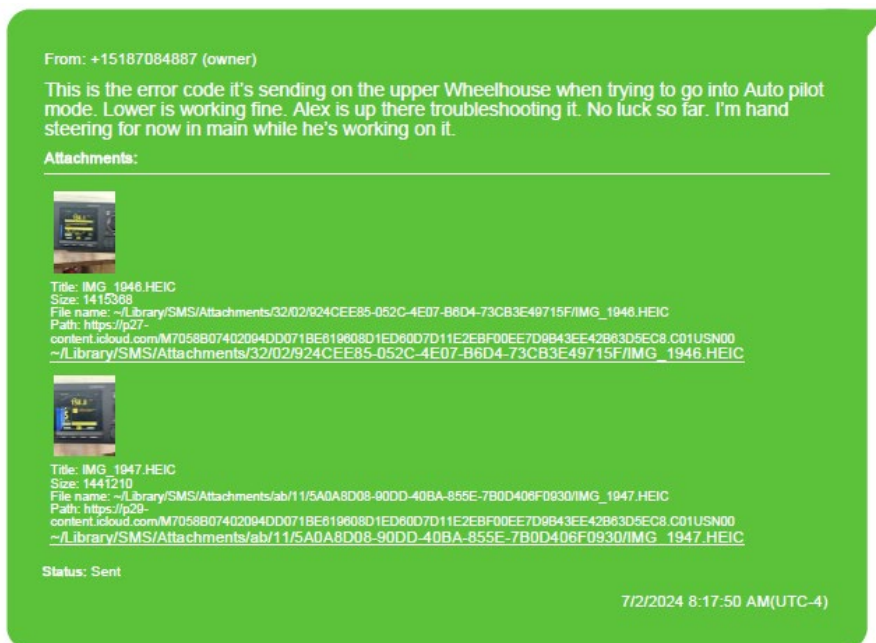 From: +15187084887 (owner)
This is the error code it's sending on the upper Wheelhouse when trying to go into Auto pilot
mode. Lower is working fine. Alex is up there troubleshooting it. No luck so far. I'm hand
steering for now in main while he's working on it.
Attachments:
Title: IMG_1946.HEIC
Size: 1415368
File name: ~/Library/SMS/Attachments/32/02/924CEE85-052C-4E07-B6D4-73CB3E49715F/IMG_1946.HEIC
Path: https://p27-
content.icloud.com/M7058B07402094DD071BE619608D1ED60D7D11E2EBF00EE7D9B43EE42B63D5EC8.C01USN00
~/Library/SMS/Attachments/32/02/924CEE85-052C-4E07-B6D4-73CB3E49715F/IMG_1946.HEIC
Title: IMG_1947.HEIC
Size: 1441210
File name: ~/Library/SMS/Attachments/ab/11/5A0A8D08-90DD-40BA-855E-7B0D406F0930/IMG_1947.HEIC
Path: https://p29-
content.icloud.com/M7058B07402094DD071BE619608D1ED60D7D11E2EBF00EE7D9B43EE42B63D5EC8.C01USN00
~/Library/SMS/Attachments/ab/11/5A0A8D08-90DD-40BA-855E-7B0D406F0930/IMG_1947.HEIC
Status: Sent
7/2/2024 8:17:50 AM(UTC-4)